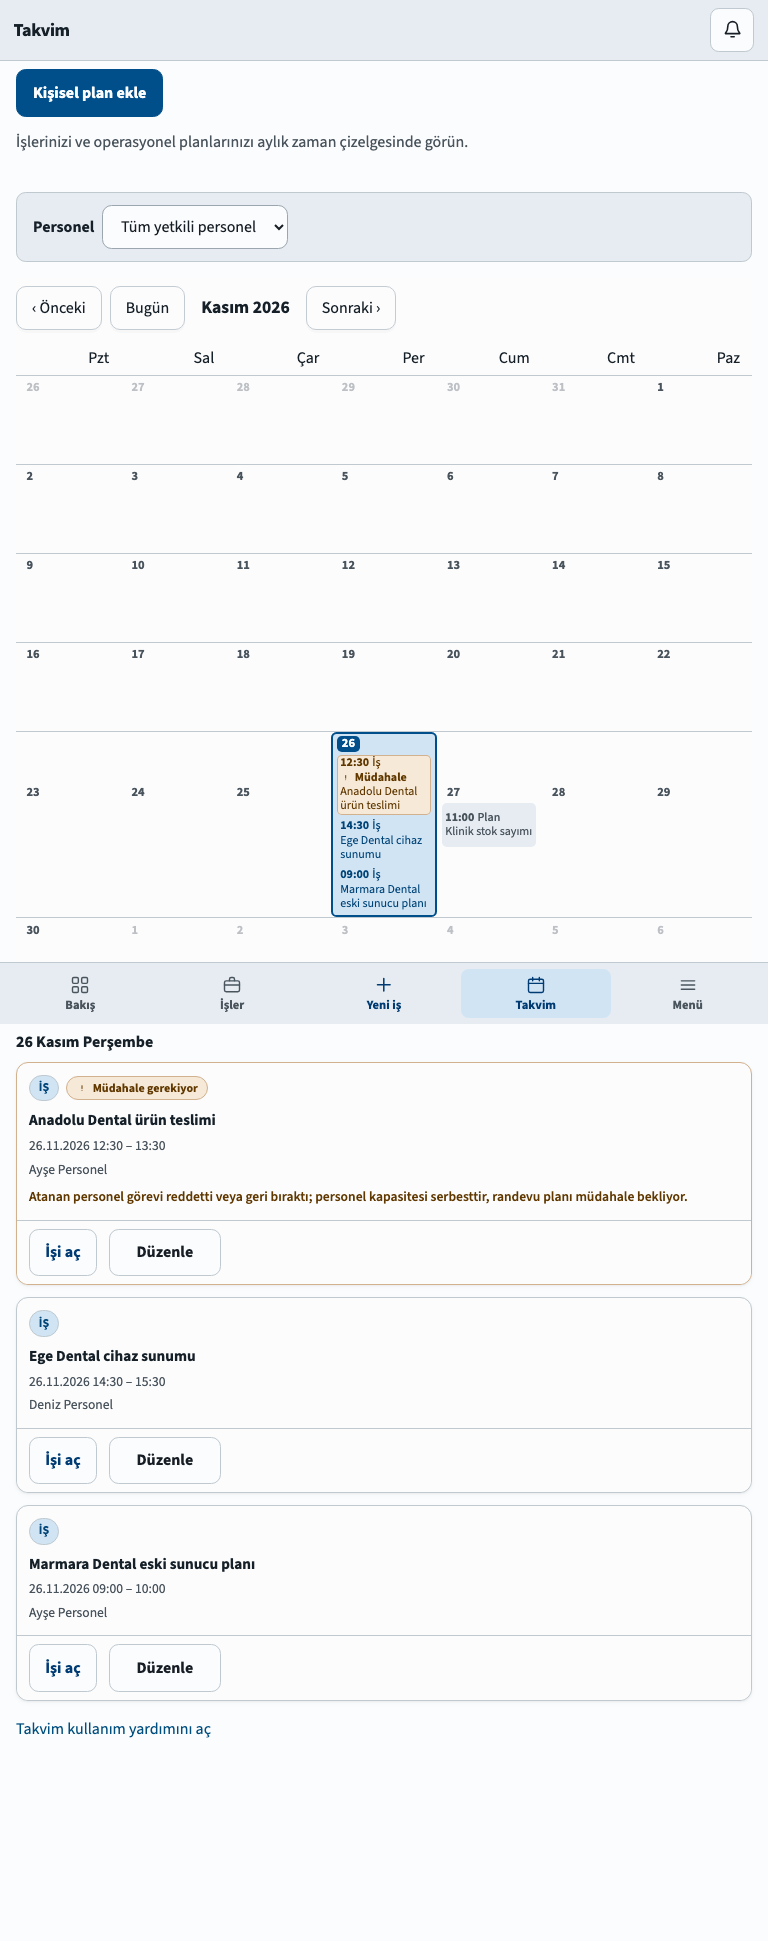 Takvim
Kişisel plan ekle
İşlerinizi ve operasyonel planlarınızı aylık zaman çizelgesinde görün.
Personel Tüm yetkili personel
‹ Önceki Bugün Kasım 2026 Sonraki ›
Pzt Sal Çar Per Cum Cmt Paz
26 27 28 29 30 31 1
2 3 4 5 6 7 8
9 10 11 12 13 14 15
16 17 18 19 20 21 22
23 24 25 26 27 28 29
12:30 İş
! Müdahale
Anadolu Dental
ürün teslimi
14:30 İş
Ege Dental cihaz
sunumu
09:00 İş
Marmara Dental
eski sunucu planı
11:00 Plan
Klinik stok sayımı
30 1 2 3 4 5 6
Bakış İşler Yeni iş Takvim Menü
26 Kasım Perşembe
İŞ ! Müdahale gerekiyor
Anadolu Dental ürün teslimi
26.11.2026 12:30 – 13:30
Ayşe Personel
Atanan personel görevi reddetti veya geri bıraktı; personel kapasitesi serbesttir, randevu planı müdahale bekliyor.
İşi aç Düzenle
İŞ
Ege Dental cihaz sunumu
26.11.2026 14:30 – 15:30
Deniz Personel
İşi aç Düzenle
İŞ
Marmara Dental eski sunucu planı
26.11.2026 09:00 – 10:00
Ayşe Personel
İşi aç Düzenle
Takvim kullanım yardımını aç